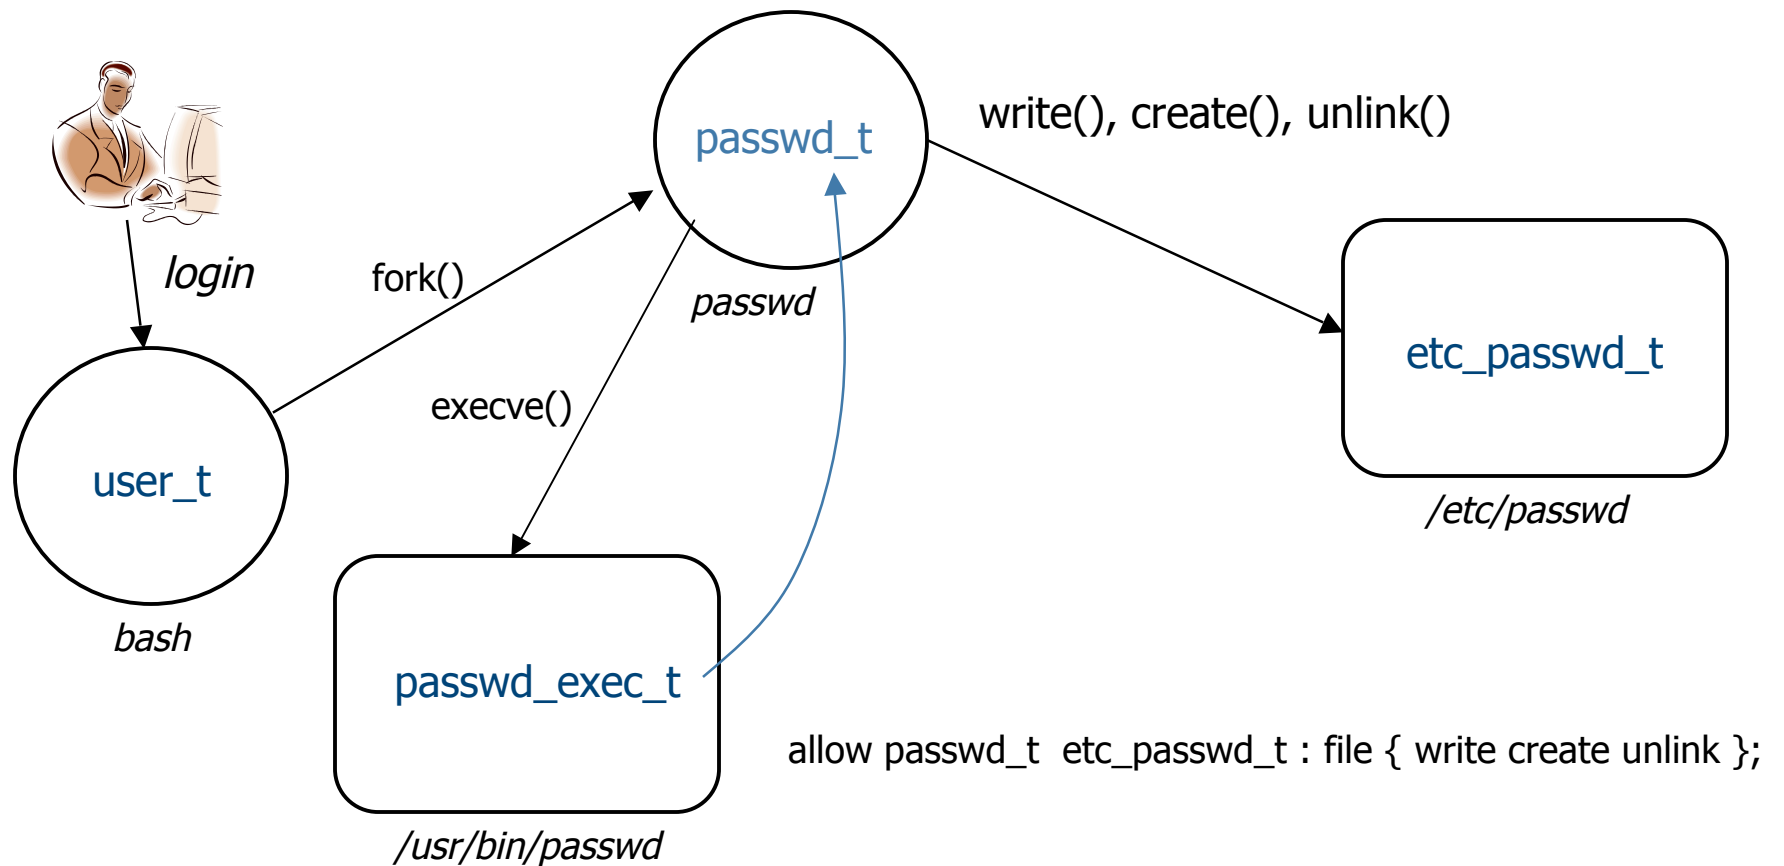 passwd_t
write(), create(), unlink()
login
fork()
passwd
etc_passwd_t
execve()
user_t
/etc/passwd
bash
passwd_exec_t
allow passwd_t etc_passwd_t : file { write create unlink };
/usr/bin/passwd